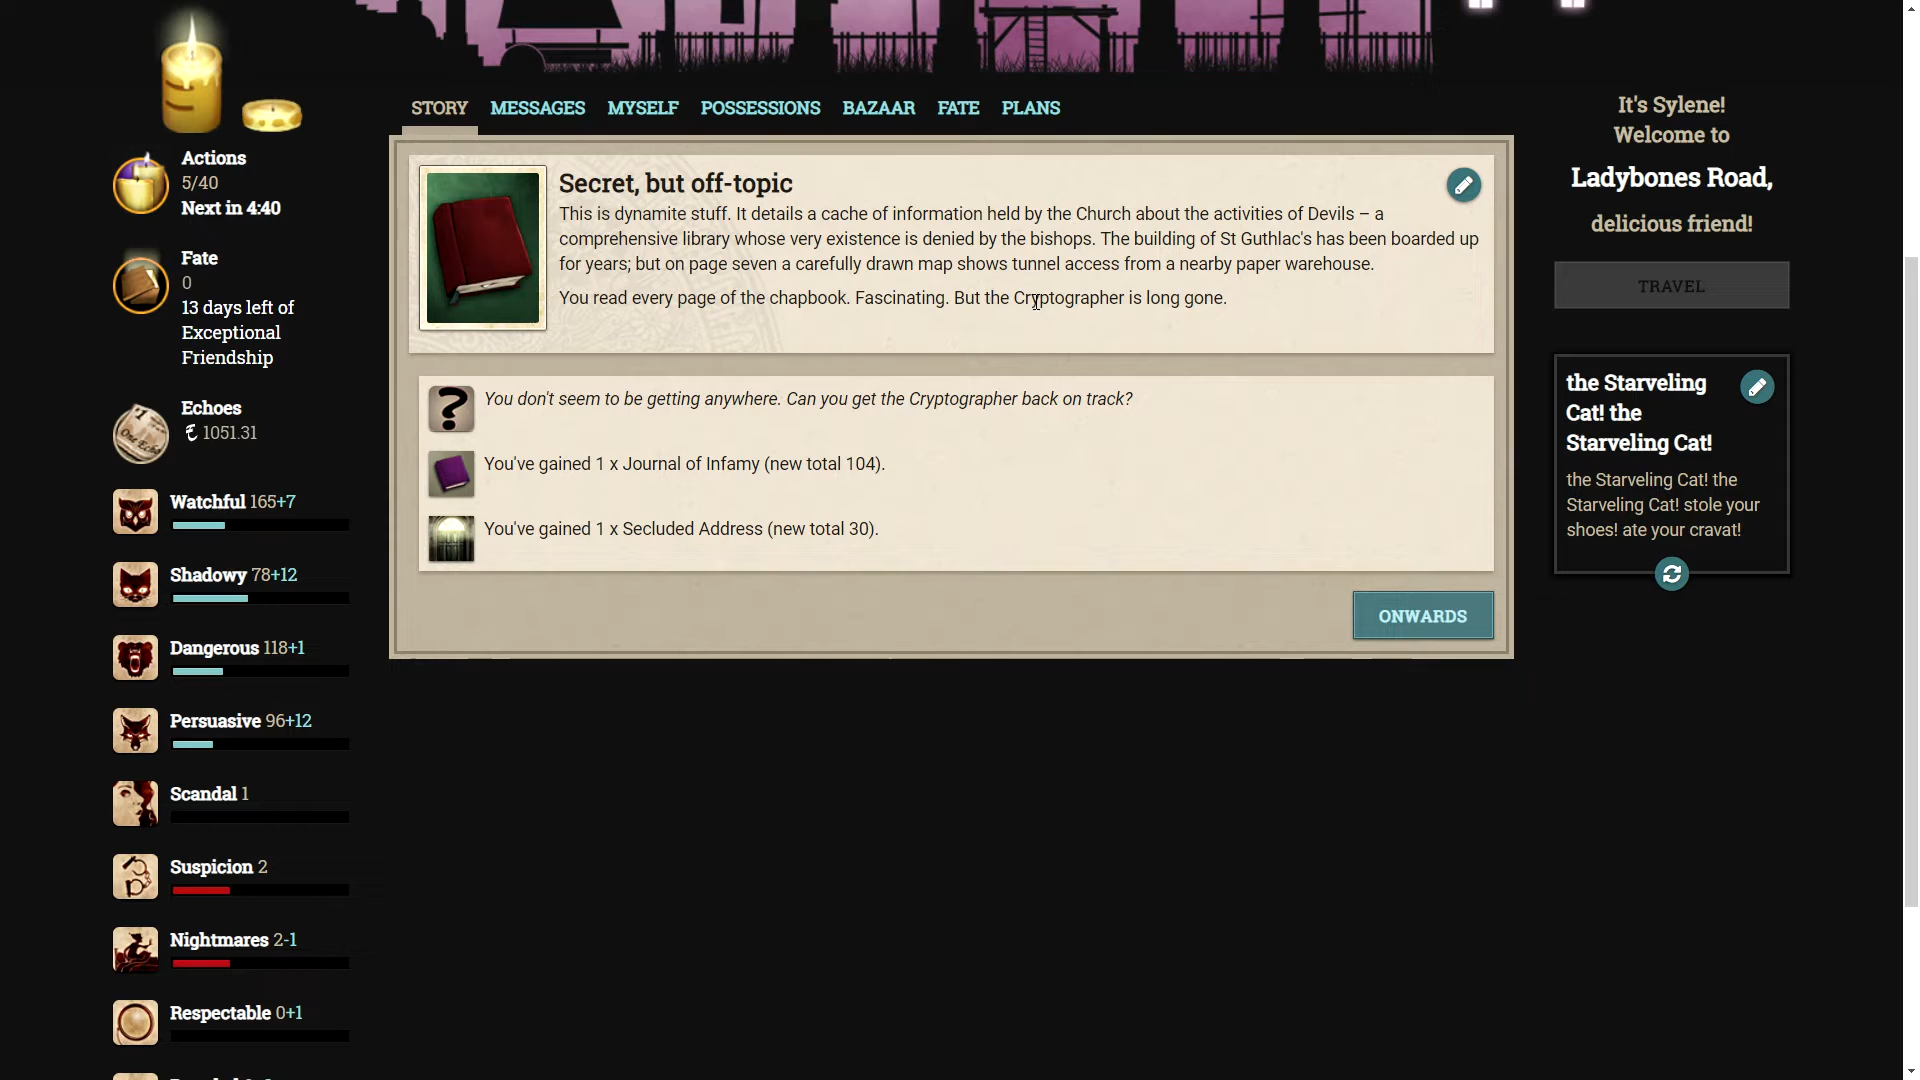 STORY MESSAGES MYSELF POSSESSIONS BAZAAR FATE PLANS
Actions
5/40
Next in 4:40
Fate
0
13 days left of
Exceptional
Friendship
Echoes
1051.31
Watchful 165+7
Shadowy 78+12
Dangerous 118+1
Persuasive 96+12
Scandal 1
Suspicion 2
Nightmares 2-1
Respectable 0+1
Secret, but off-topic
This is dynamite stuff. It details a cache of information held by the Church about the activities of Devils – a
comprehensive library whose very existence is denied by the bishops. The building of St Guthlac's has been boarded up
for years; but on page seven a carefully drawn map shows tunnel access from a nearby paper warehouse.
You read every page of the chapbook. Fascinating. But the Cryptographer is long gone.
You don't seem to be getting anywhere. Can you get the Cryptographer back on track?
You've gained 1 x Journal of Infamy (new total 104).
You've gained 1 x Secluded Address (new total 30).
ONWARDS
It's Sylene!
Welcome to
Ladybones Road,
delicious friend!
TRAVEL
the Starveling
Cat! the
Starveling Cat!
the Starveling Cat! the
Starveling Cat! stole your
shoes! ate your cravat!